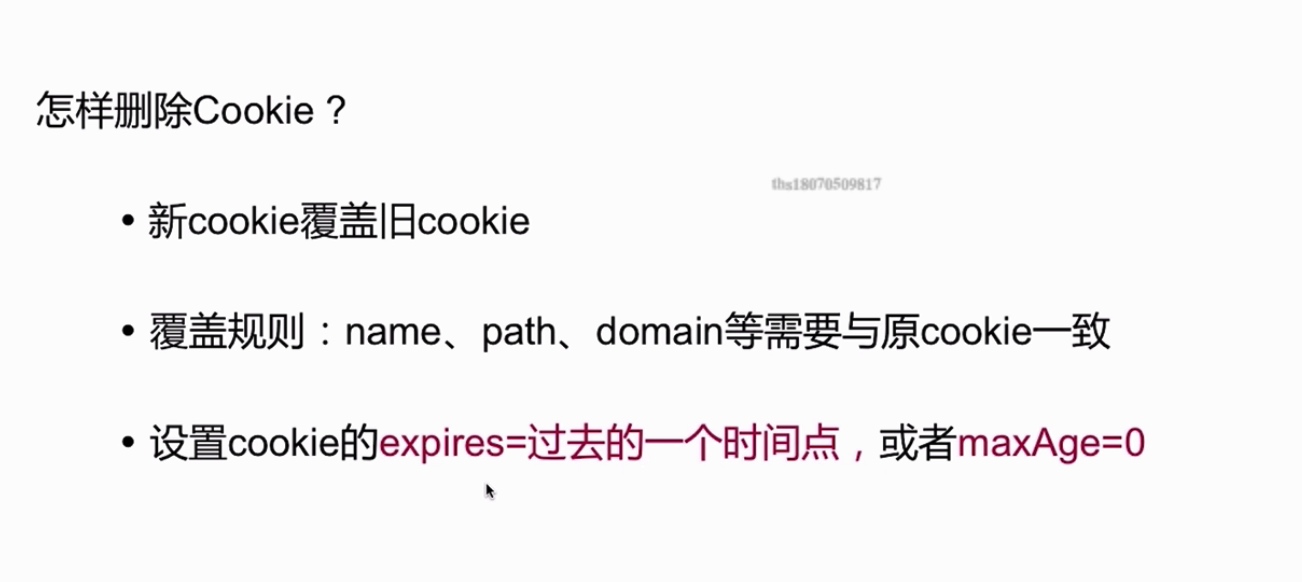 怎样删除Cookie？
ths18070509817
• 新cookie覆盖旧cookie
• 覆盖规则：name、path、domain等需要与原cookie一致
• 设置cookie的expires=过去的一个时间点，或者maxAge=0